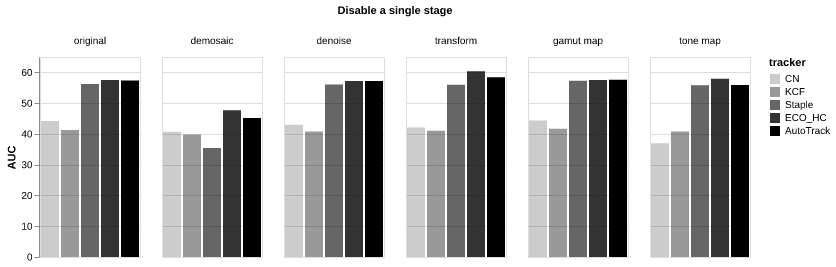 Disable a single stage
original demosaic denoise transform gamut map tone map
AUC
60
50
40
30
20
10
0
tracker
CN
KCF
Staple
ECO_HC
AutoTrack